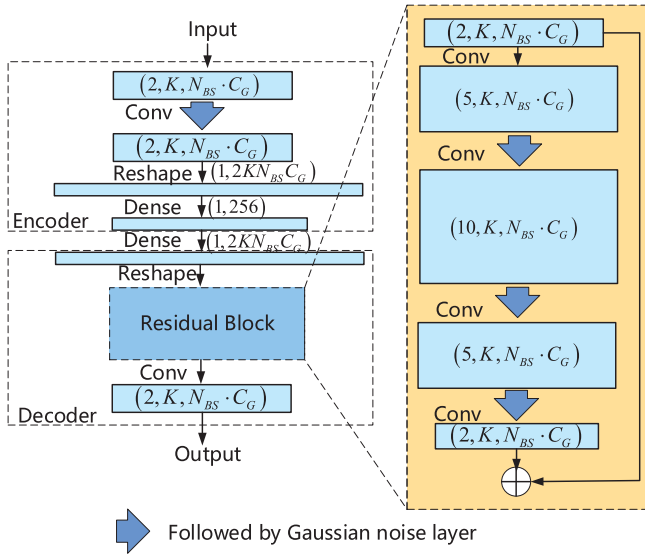 Input
(2, K, N_BS · C_G)
Conv
(2, K, N_BS · C_G)
Reshape (1, 2KN_BS C_G)
Dense (1, 256)
Encoder
Dense (1, 2KN_BS C_G)
Reshape
Residual Block
Conv
(2, K, N_BS · C_G)
Decoder
Output
(2, K, N_BS · C_G)
Conv
(5, K, N_BS · C_G)
Conv
(10, K, N_BS · C_G)
Conv
(5, K, N_BS · C_G)
Conv
(2, K, N_BS · C_G)
Followed by Gaussian noise layer